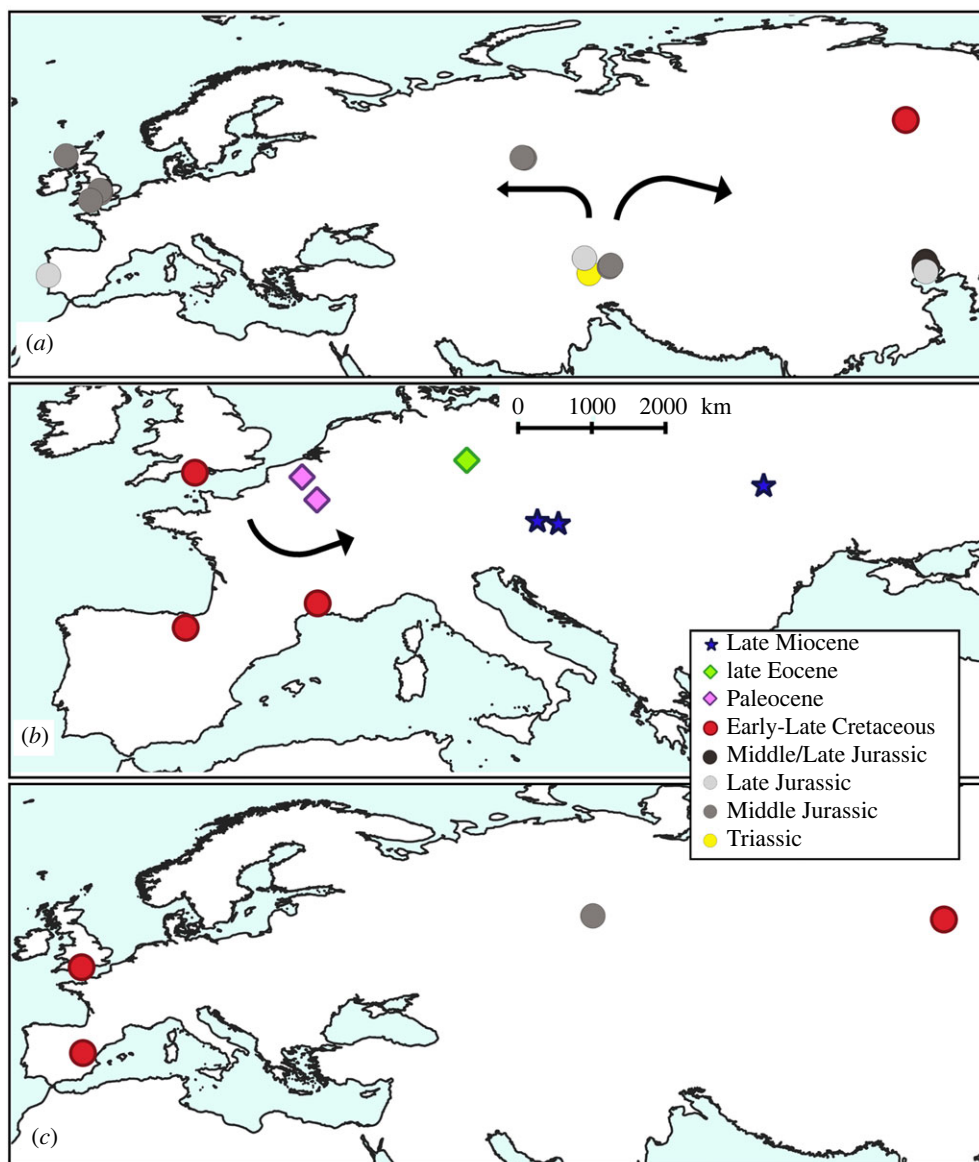 (a)
0 1000 2000 km
(b)
Late Miocene
late Eocene
Paleocene
Early-Late Cretaceous
Middle/Late Jurassic
Late Jurassic
Middle Jurassic
Triassic
(c)